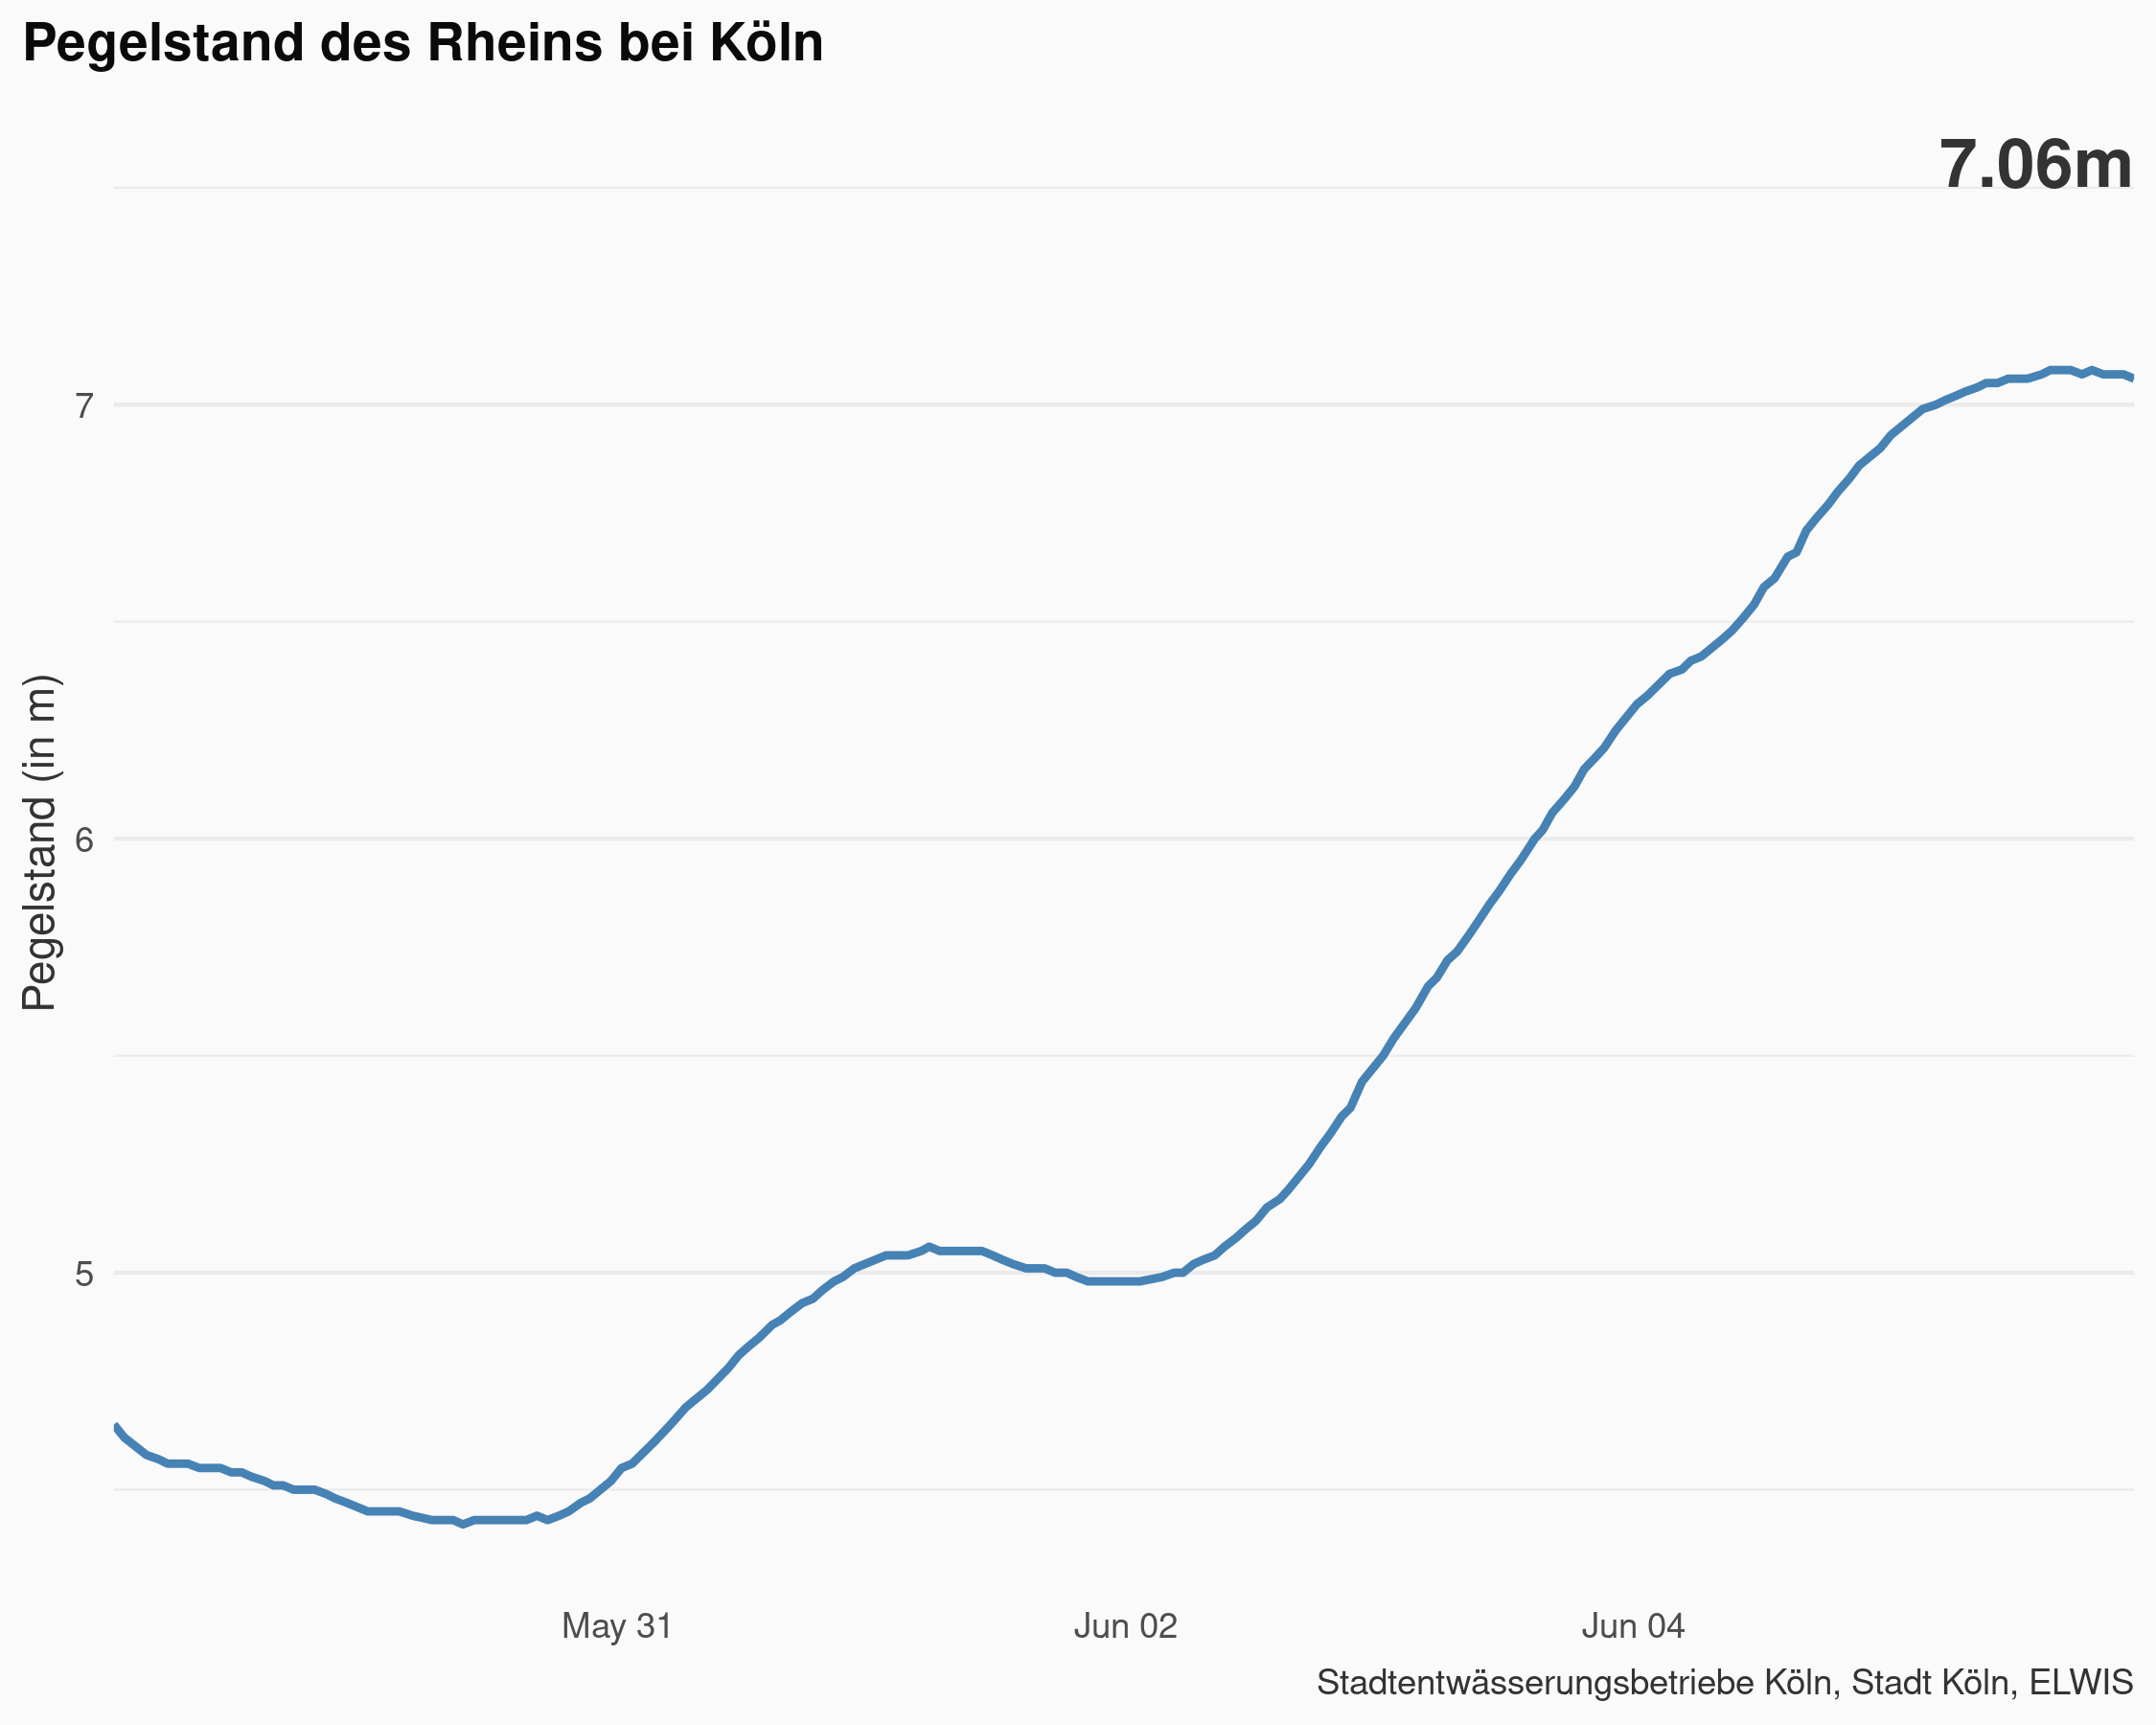 Pegelstand des Rheins bei Köln
7.06m
Pegelstand (in m)
7
6
5
May 31
Jun 02
Jun 04
Stadtentwässerungsbetriebe Köln, Stadt Köln, ELWIS